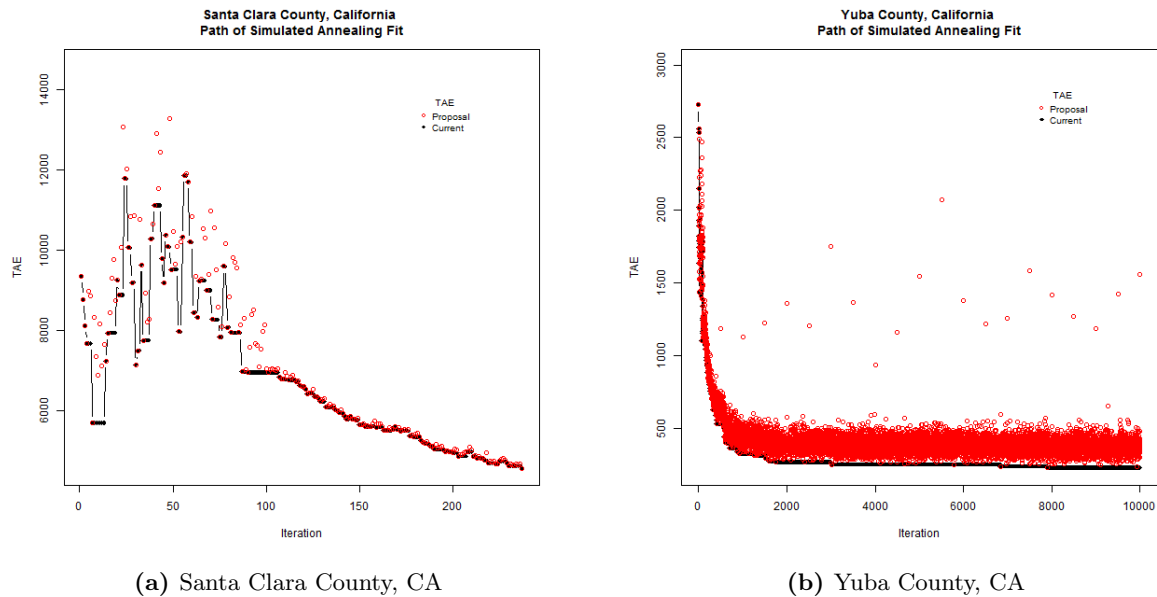 Santa Clara County, California
Path of Simulated Annealing Fit
TAE
14000
12000
10000
8000
6000
TAE
Proposal
Current
0
50
100
150
200
Iteration
(a) Santa Clara County, CA
Yuba County, California
Path of Simulated Annealing Fit
TAE
3000
2500
2000
1500
1000
500
TAE
Proposal
Current
0
2000
4000
6000
8000
10000
Iteration
(b) Yuba County, CA